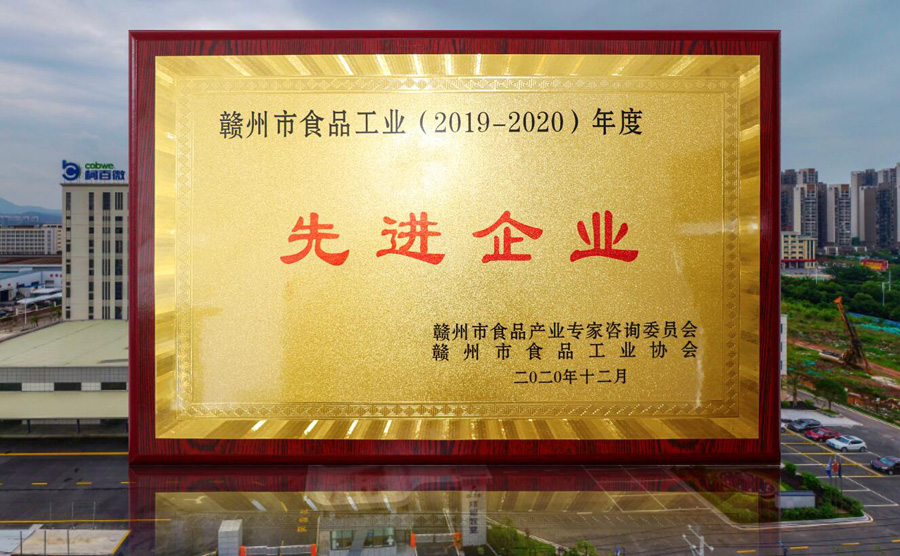 赣州市食品工业（2019-2020）年度
先进企业
赣州市食品产业专家咨询委员会
赣州市食品工业协会
二〇二〇年十二月
cobwe
柯百微